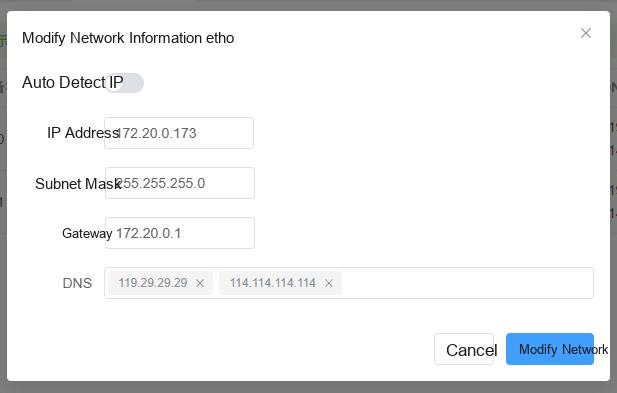 Modify Network Information etho
Auto Detect IP
IP Address 172.20.0.173
Subnet Mask 255.255.255.0
Gateway 172.20.0.1
DNS 119.29.29.29 × 114.114.114.114 ×
Cancel Modify Network